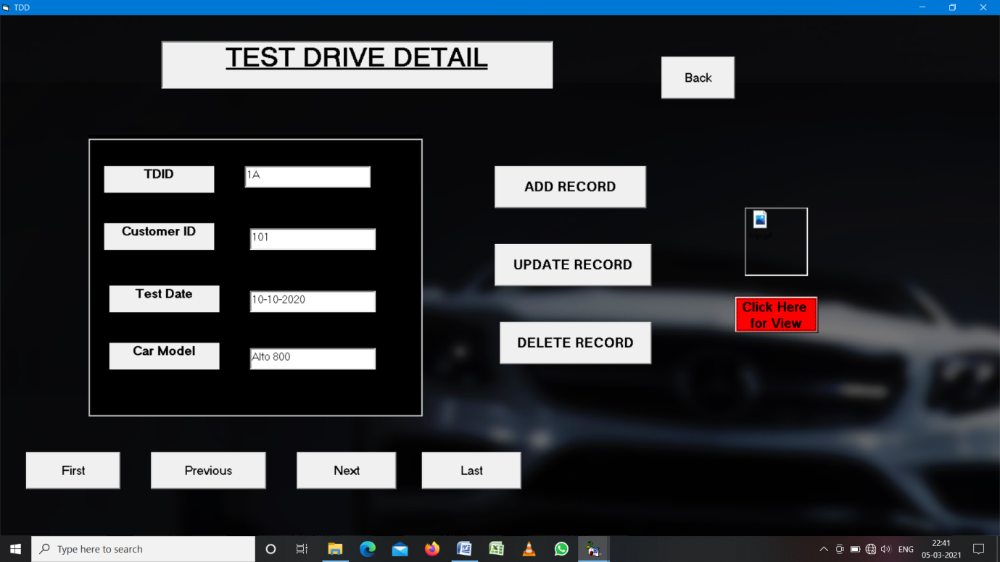 TDD
TEST DRIVE DETAIL
Back
TDID
1A
ADD RECORD
Customer ID
101
UPDATE RECORD
Test Date
10-10-2020
Click Here
for View
DELETE RECORD
Car Model
Alto 800
First
Previous
Next
Last
Type here to search
ENG
22:41
05-03-2021